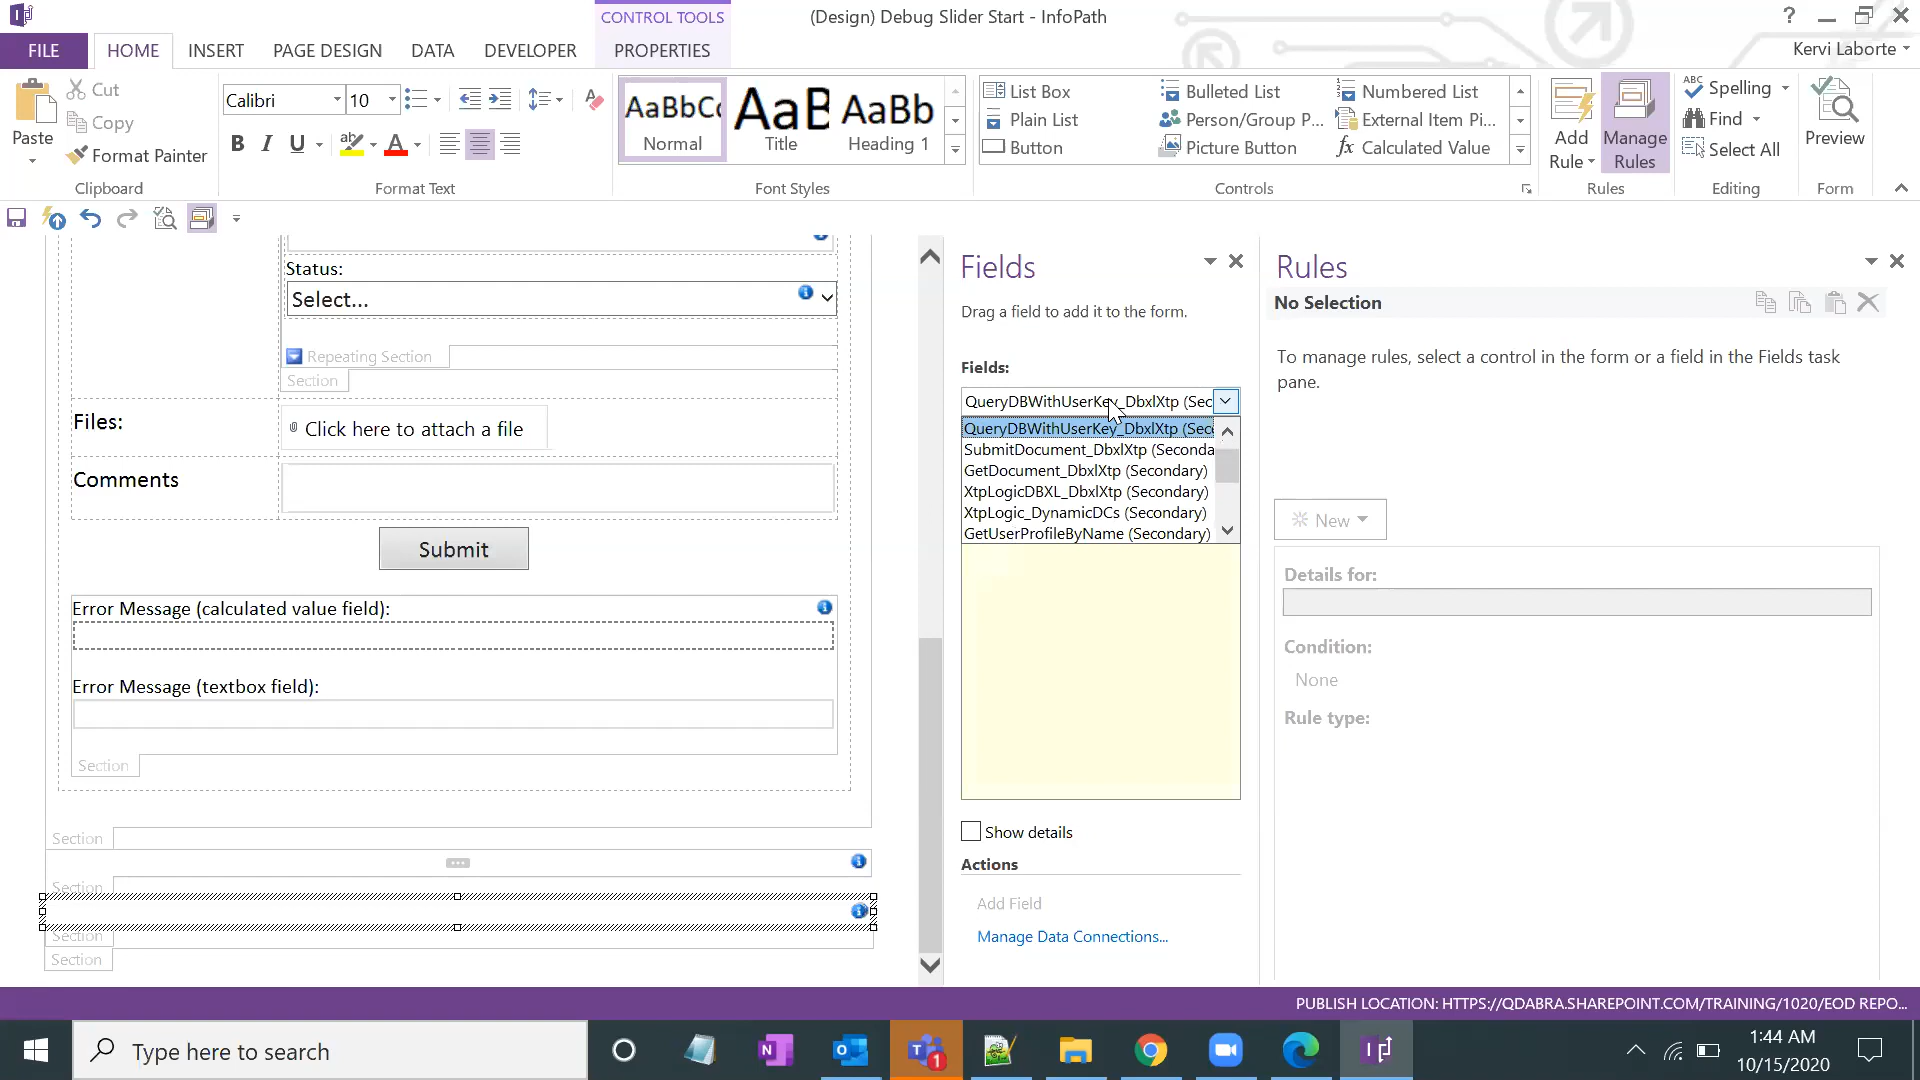 CONTROL TOOLS
(Design) Debug Slider Start - InfoPath
?
FILE
HOME
INSERT
PAGE DESIGN
DATA
DEVELOPER
PROPERTIES
Kervi Laborte
Paste
Cut
Copy
Format Painter
Clipboard
Calibri
10
B I U
A
Format Text
AaBbCc
Normal
AaB
Title
AaBb
Heading 1
Font Styles
List Box
Plain List
Button
Bulleted List
Person/Group P...
Picture Button
Numbered List
External Item Pi...
fx Calculated Value
Controls
Add
Rule
Manage
Rules
Rules
ABC
Spelling
Find
Select All
Editing
Preview
Form
Status:
Select...
Repeating Section
Section
Files:
Click here to attach a file
Comments
Submit
Error Message (calculated value field):
Error Message (textbox field):
Section
Section
Section
Section
Section
Fields
Drag a field to add it to the form.
Fields:
QueryDBWithUserKey_DbxlXtp (Sec
QueryDBWithUserKey_DbxlXtp (Sec
SubmitDocument_DbxlXtp (Seconda
GetDocument_DbxlXtp (Secondary)
XtpLogicDBXL_DbxlXtp (Secondary)
XtpLogic_DynamicDCs (Secondary)
GetUserProfileByName (Secondary)
Show details
Actions
Add Field
Manage Data Connections...
Rules
No Selection
To manage rules, select a control in the form or a field in the Fields task
pane.
New
Details for:
Condition:
None
Rule type:
PUBLISH LOCATION: HTTPS://QDABRA.SHAREPOINT.COM/TRAINING/1020/EOD REPO...
Type here to search
1:44 AM
10/15/2020